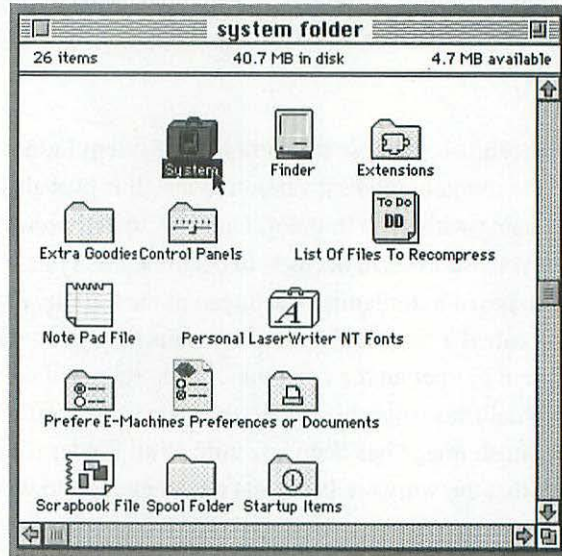 system folder
26 items 40.7 MB in disk 4.7 MB available
System Finder Extensions
To Do
DD
Extra Goodies Control Panels List Of Files To Recompress
Note Pad File Personal LaserWriter NT Fonts
A
Prefere E-Machines Preferences or Documents
Scrapbook File Spool Folder Startup Items